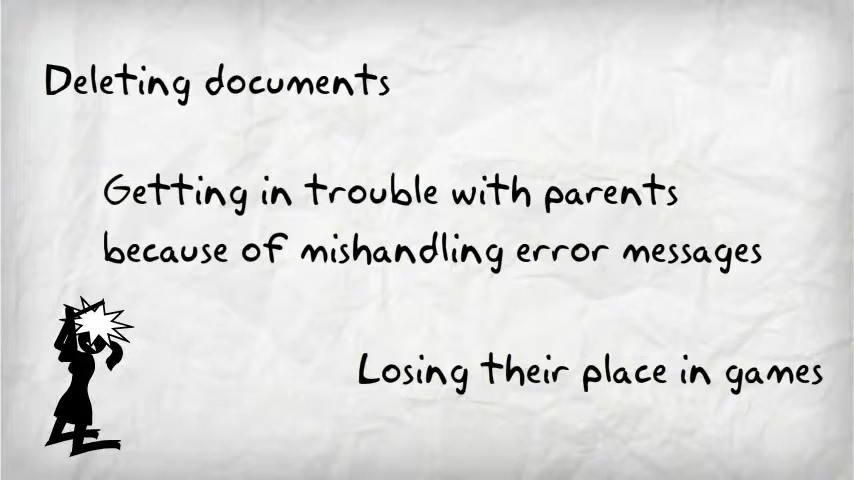 Deleting documents
Getting in trouble with parents
because of mishandling error messages
Losing their place in games